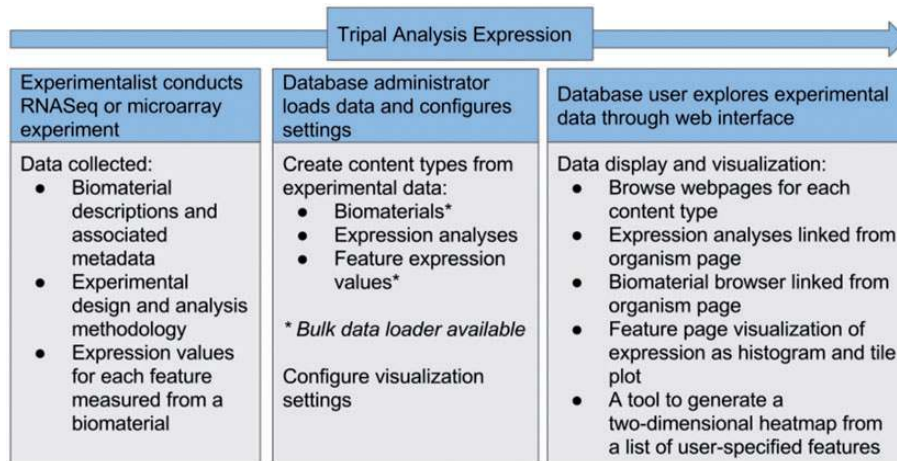 Tripal Analysis Expression
Experimentalist conducts
RNASeq or microarray
experiment
Data collected:
● Biomaterial
descriptions and
associated
metadata
● Experimental
design and analysis
methodology
● Expression values
for each feature
measured from a
biomaterial
Database administrator
loads data and configures
settings
Create content types from
experimental data:
● Biomaterials*
● Expression analyses
● Feature expression
values*
* Bulk data loader available
Configure visualization
settings
Database user explores experimental
data through web interface
Data display and visualization:
● Browse webpages for each
content type
● Expression analyses linked from
organism page
● Biomaterial browser linked from
organism page
● Feature page visualization of
expression as histogram and tile
plot
● A tool to generate a
two-dimensional heatmap from
a list of user-specified features